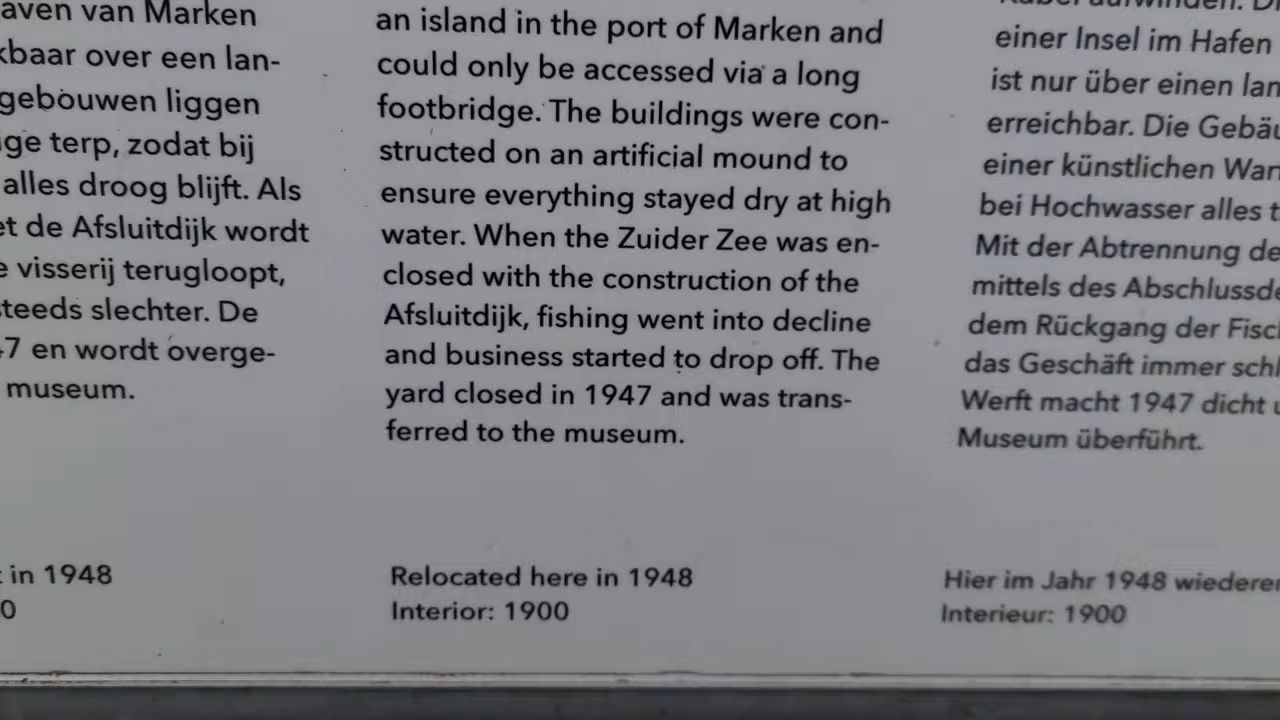 aven van Marken
kbaar over een lan-
gebouwen liggen
ige terp, zodat bij
alles droog blijft. Als
et de Afsluitdijk wordt
e visserij terugloopt,
steeds slechter. De
47 en wordt overge-
museum.
in 1948
0
an island in the port of Marken and
could only be accessed via a long
footbridge. The buildings were con-
structed on an artificial mound to
ensure everything stayed dry at high
water. When the Zuider Zee was en-
closed with the construction of the
Afsluitdijk, fishing went into decline
and business started to drop off. The
yard closed in 1947 and was trans-
ferred to the museum.
Relocated here in 1948
Interior: 1900
einer Insel im Hafen
ist nur über einen lan
erreichbar. Die Gebäu
einer künstlichen War
bei Hochwasser alles t
Mit der Abtrennung de
mittels des Abschlussde
dem Rückgang der Fisch
das Geschäft immer schl
Werft macht 1947 dicht u
Museum überführt.
Hier im Jahr 1948 wiederer
Interieur: 1900